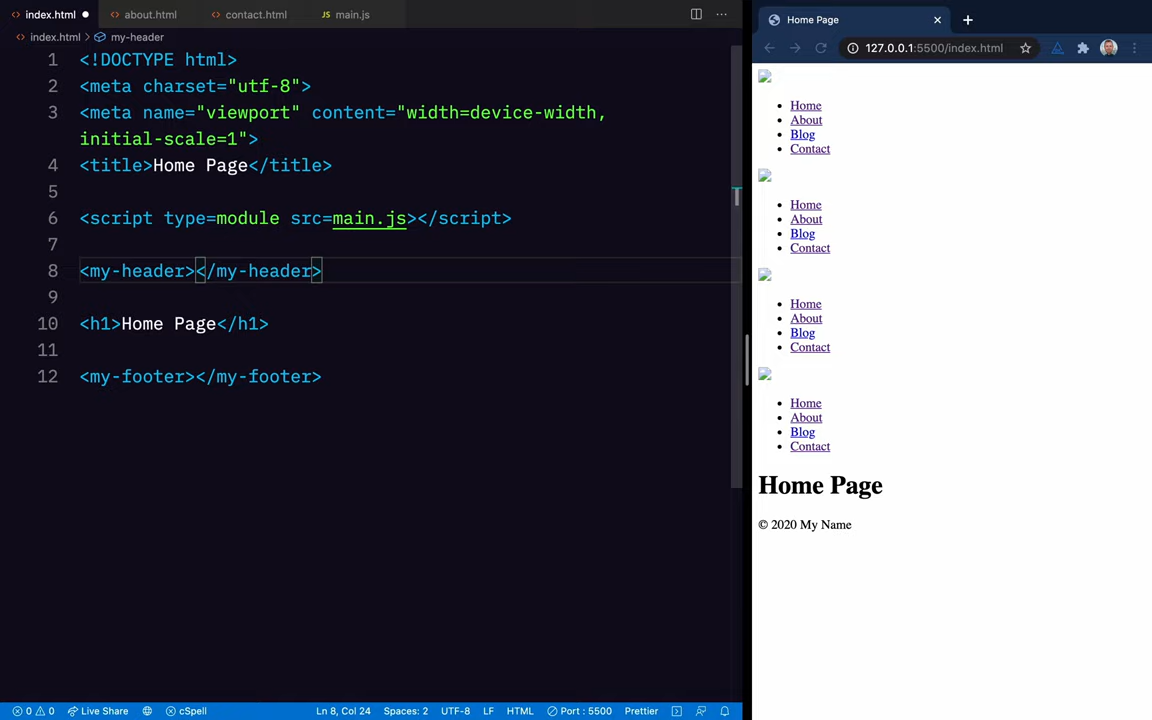 index.html
about.html
contact.html
JS main.js
index.html > my-header
1 <!DOCTYPE html>
2 <meta charset="utf-8">
3 <meta name="viewport" content="width=device-width,
initial-scale=1">
4 <title>Home Page</title>
5
6 <script type=module src=main.js></script>
7
8 <my-header></my-header>
9
10 <h1>Home Page</h1>
11
12 <my-footer></my-footer>
0 0
Live Share
cSpell
Ln 8, Col 24
Spaces: 2
UTF-8
LF
HTML
Port : 5500
Prettier
Home Page
127.0.0.1:5500/index.html
Home
About
Blog
Contact
Home
About
Blog
Contact
Home
About
Blog
Contact
Home
About
Blog
Contact
Home Page
© 2020 My Name